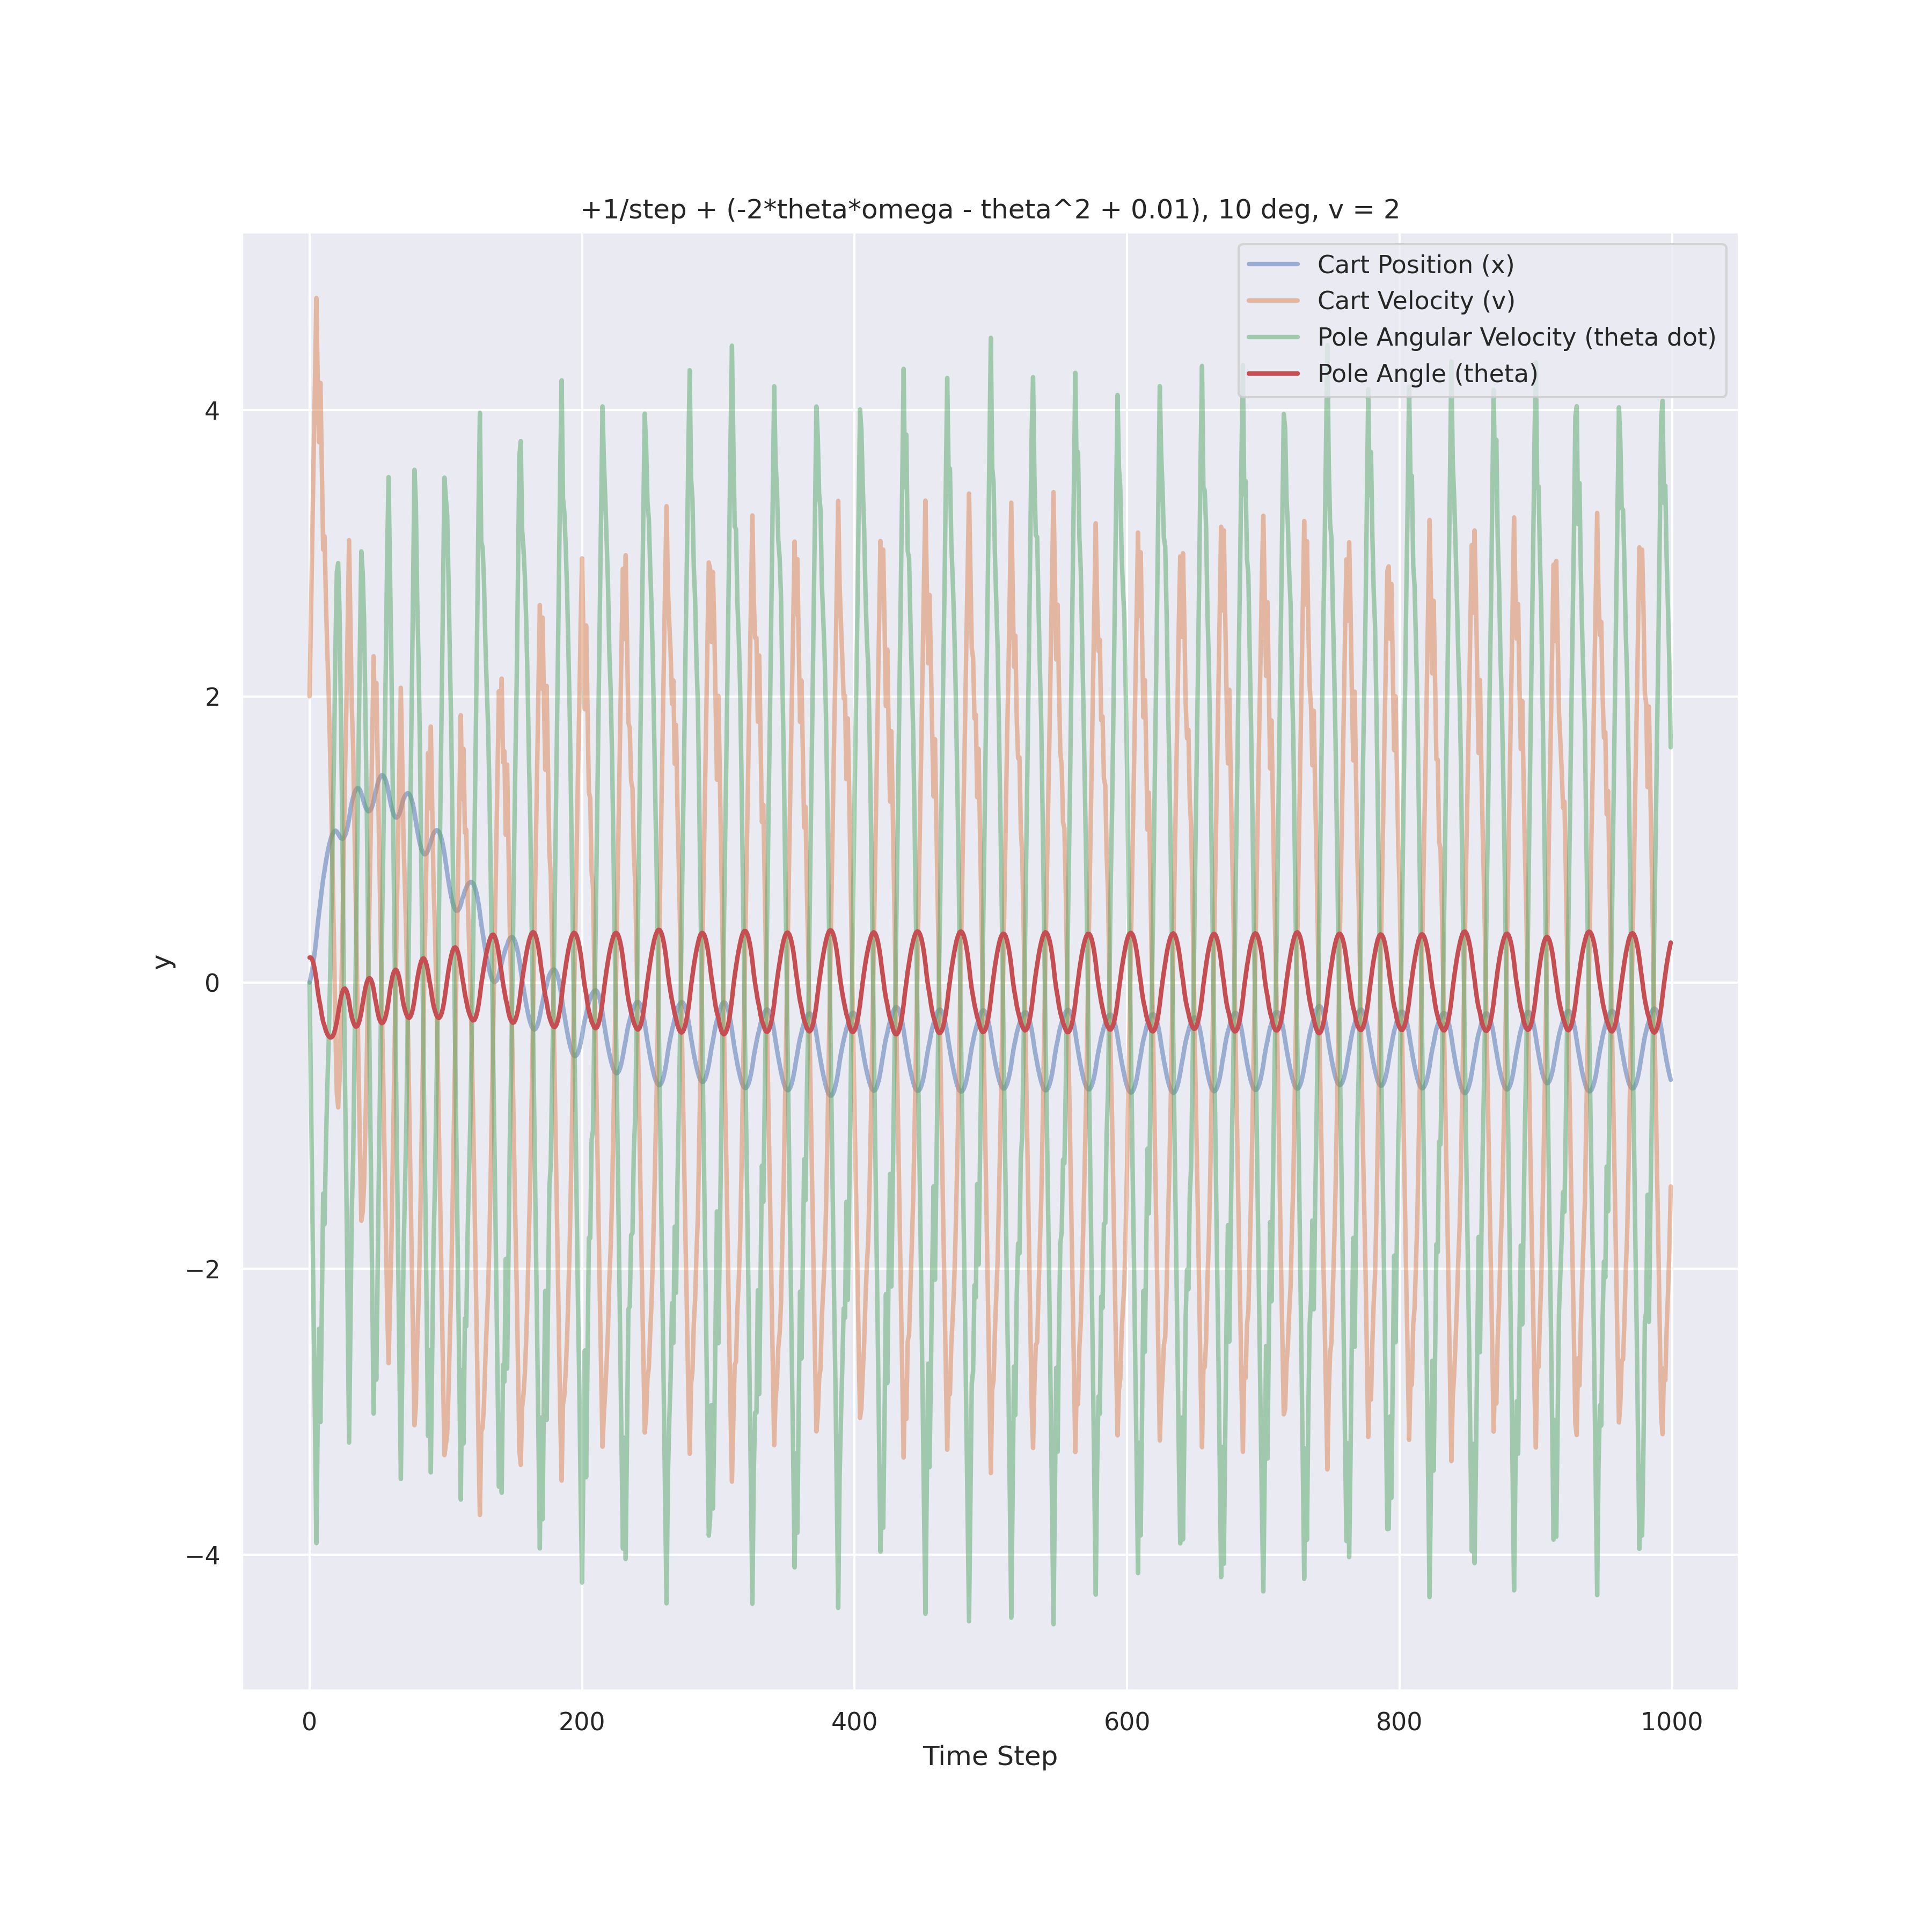 +1/step + (-2*theta*omega - theta^2 + 0.01), 10 deg, v = 2
Cart Position (x)
Cart Velocity (v)
Pole Angular Velocity (theta dot)
Pole Angle (theta)
4
2
0
−2
−4
y
0 200 400 600 800 1000
Time Step